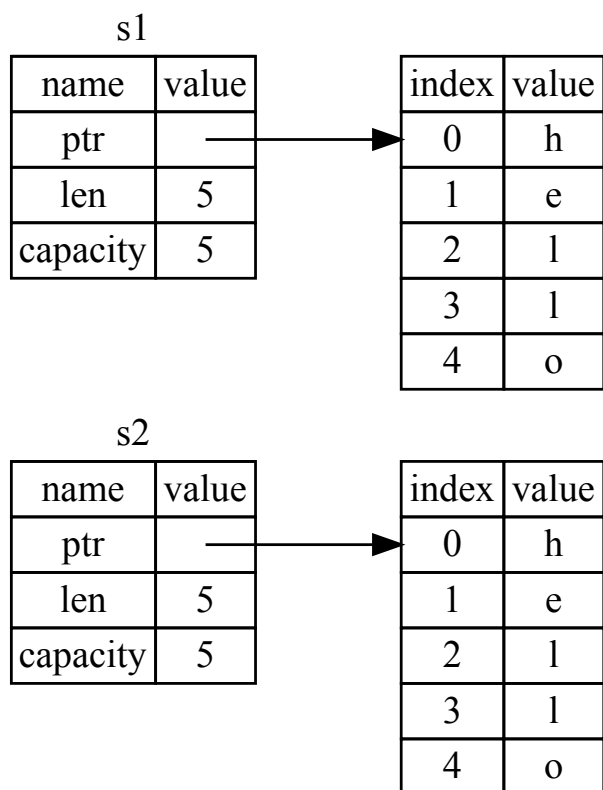 s1
name value
ptr
len 5
capacity 5
index value
0 h
1 e
2 l
3 l
4 o
s2
name value
ptr
len 5
capacity 5
index value
0 h
1 e
2 l
3 l
4 o